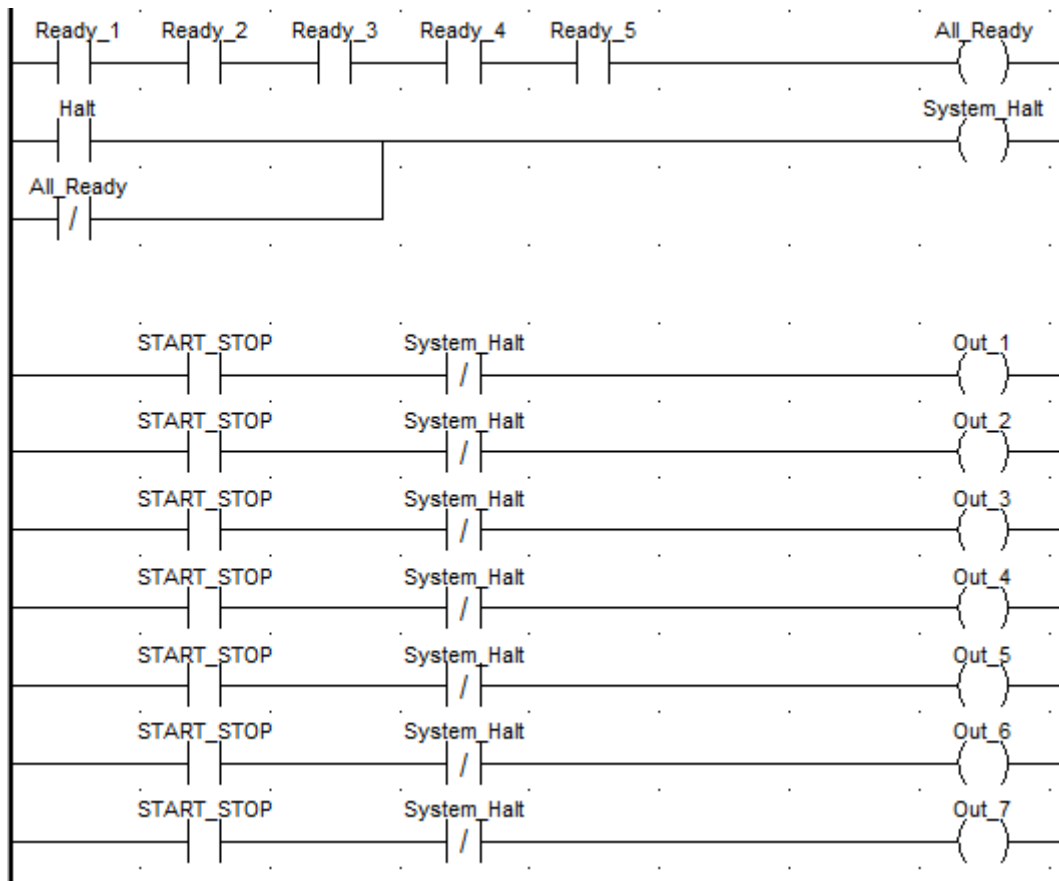 Ready_1 Ready_2 Ready_3 Ready_4 Ready_5 All_Ready
Halt System_Halt
All_Ready
/
START_STOP System_Halt Out_1
/
START_STOP System_Halt Out_2
/
START_STOP System_Halt Out_3
/
START_STOP System_Halt Out_4
/
START_STOP System_Halt Out_5
/
START_STOP System_Halt Out_6
/
START_STOP System_Halt Out_7
/